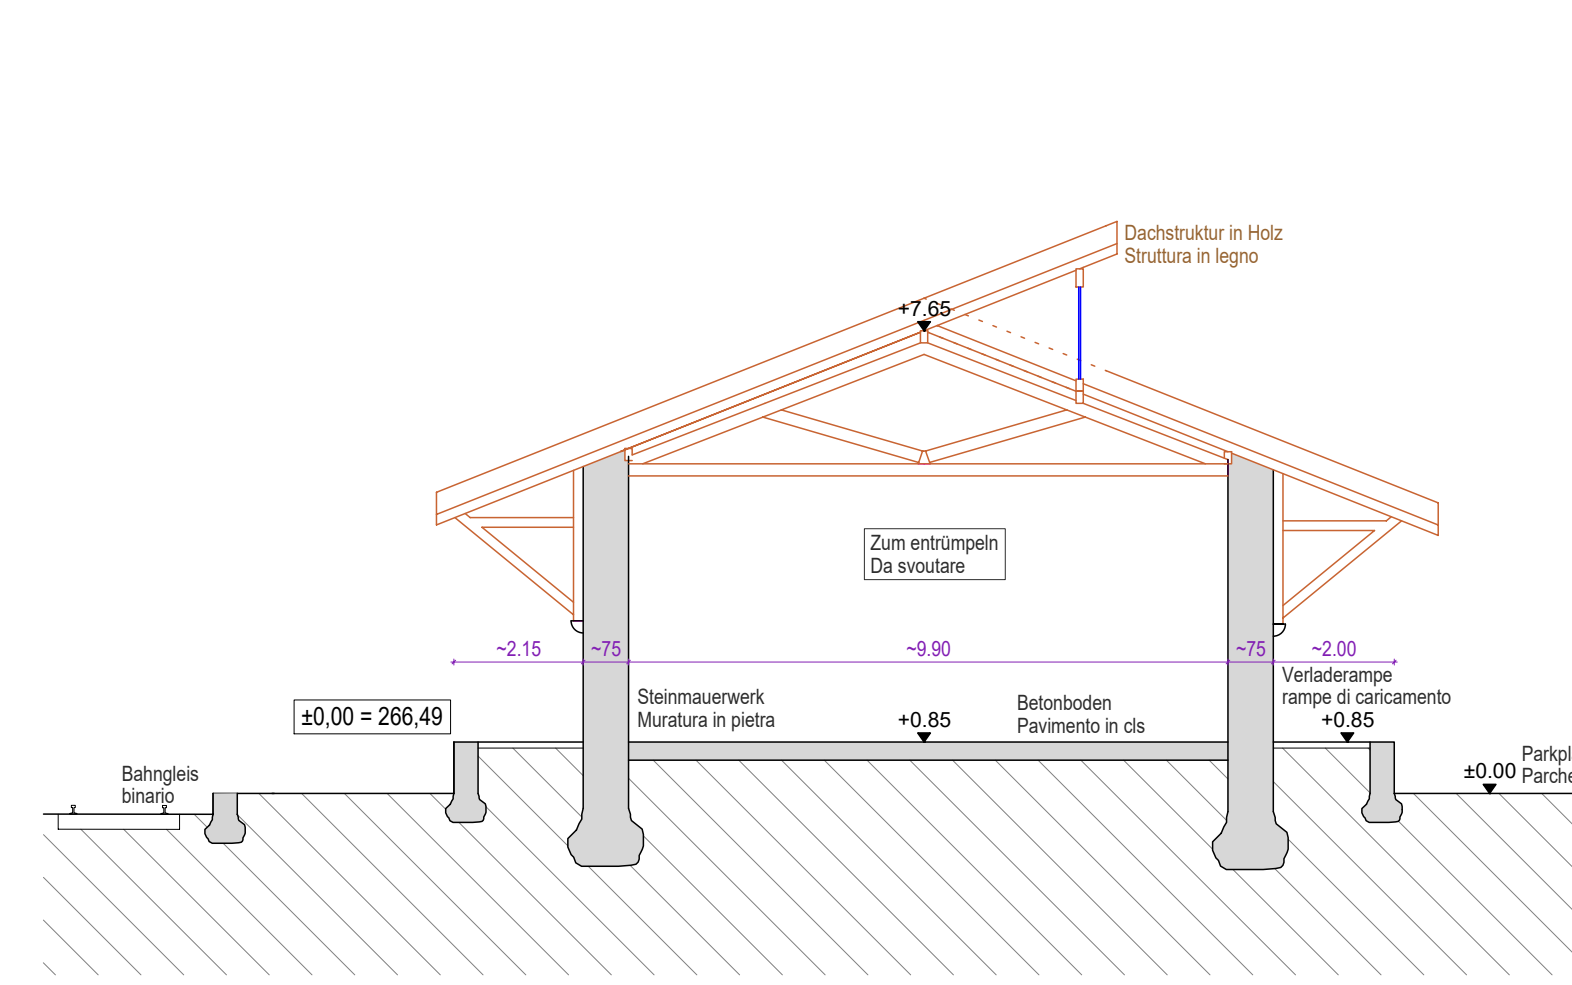 Dachstruktur in Holz
Struttura in legno
+7.65
Zum entrümpeln
Da svoutare
~2.15
~75
~9.90
~75
~2.00
Verladerampe
rampe di caricamento
+0.85
Steinmauerwerk
Muratura in pietra
+0.85
Betonboden
Pavimento in cls
±0,00 = 266,49
Bahngleis
binario
±0.00
Parkpl
Parche